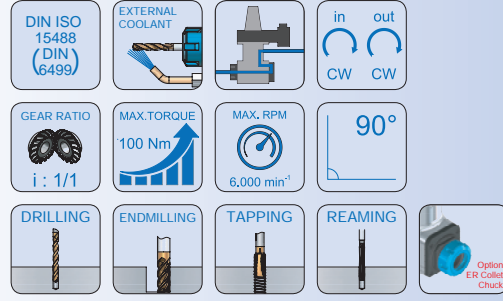 DIN ISO
15488
(DIN
6499)
EXTERNAL
COOLANT
in out
CW CW
GEAR RATIO
i : 1/1
MAX.TORQUE
100 Nm
MAX. RPM
6.000 min⁻¹
90°
DRILLING
ENDMILLING
TAPPING
REAMING
Option
ER Collet
Chuck